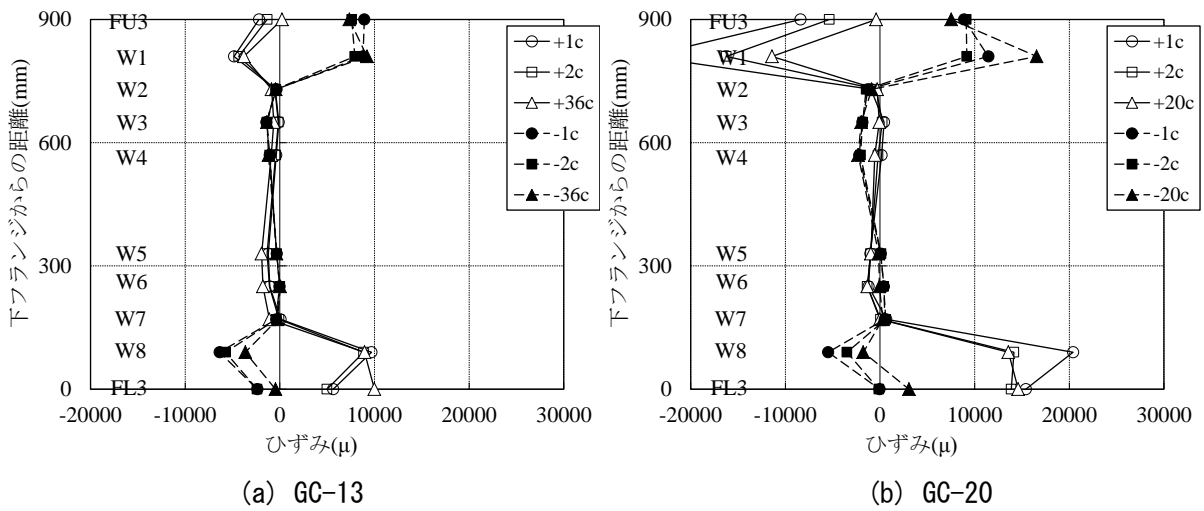 900
600
300
0
下フランジからの距離(mm)
FU3
W1
W2
W3
W4
W5
W6
W7
W8
FL3
-20000 -10000 0 10000 20000 30000
ひずみ(μ)
+1c
+2c
+36c
-1c
-2c
-36c
(a) GC-13
900
600
300
0
下フランジからの距離(mm)
FU3
W1
W2
W3
W4
W5
W6
W7
W8
FL3
-20000 -10000 0 10000 20000 30000
ひずみ(μ)
+1c
+2c
+20c
-1c
-2c
-20c
(b) GC-20